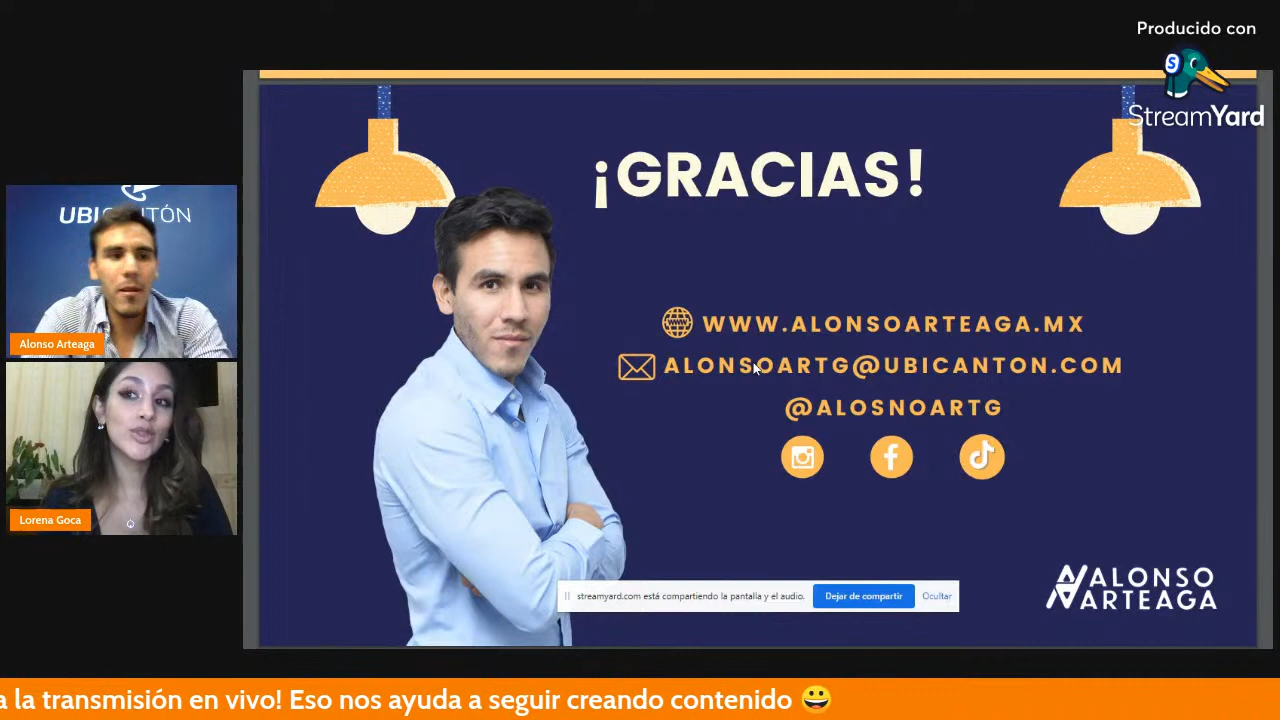 Producido con
StreamYard
¡GRACIAS!
UBICANTÓN
Alonso Arteaga
WWW.ALONSOARTEAGA.MX
ALONSOARTG@UBICANTON.COM
@ALOSNOARTG
Lorena Goca
streamyard.com está compartiendo la pantalla y el audio.
Dejar de compartir
Ocultar
ALONSO
ARTEAGA
a la transmisión en vivo! Eso nos ayuda a seguir creando contenido 😀